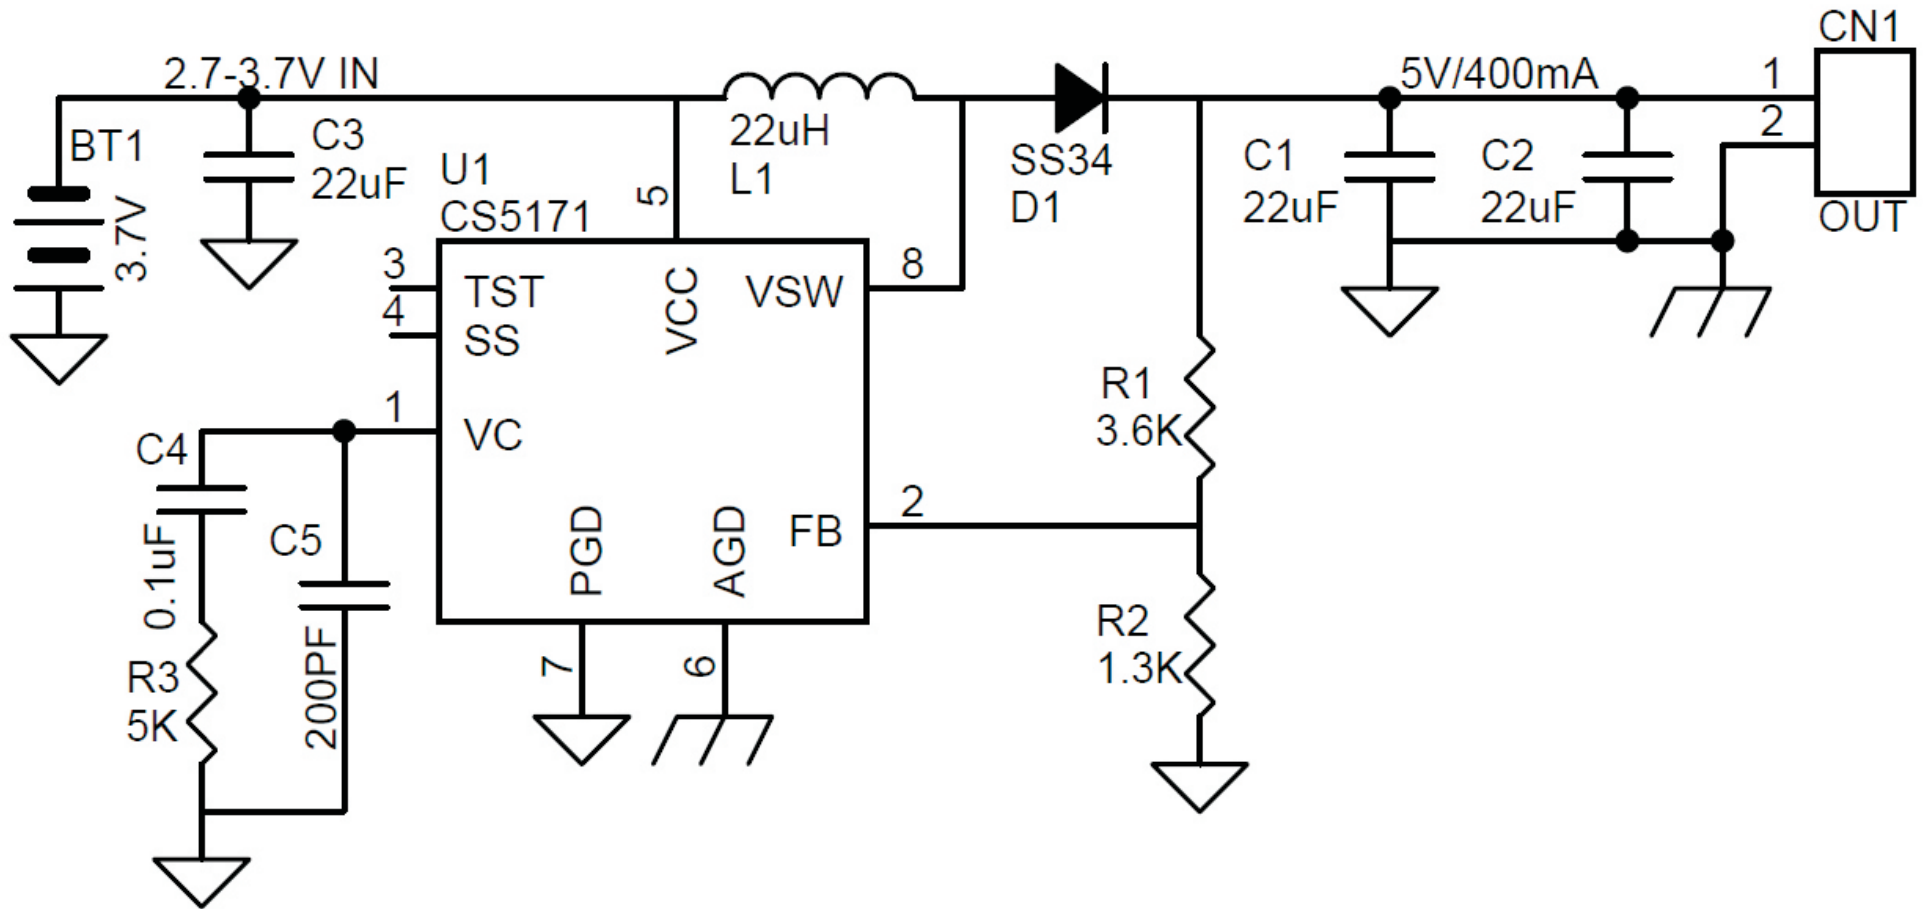 CN1
2.7-3.7V IN
5V/400mA
1
2
BT1
3.7V
C3
22uF
U1
CS5171
5
22uH
L1
SS34
D1
C1
22uF
C2
22uF
OUT
3
4
TST
SS
VCC
VSW
8
R1
3.6K
1
VC
C4
0.1uF
C5
200PF
PGD
AGD
FB
2
R2
1.3K
R3
5K
7
6